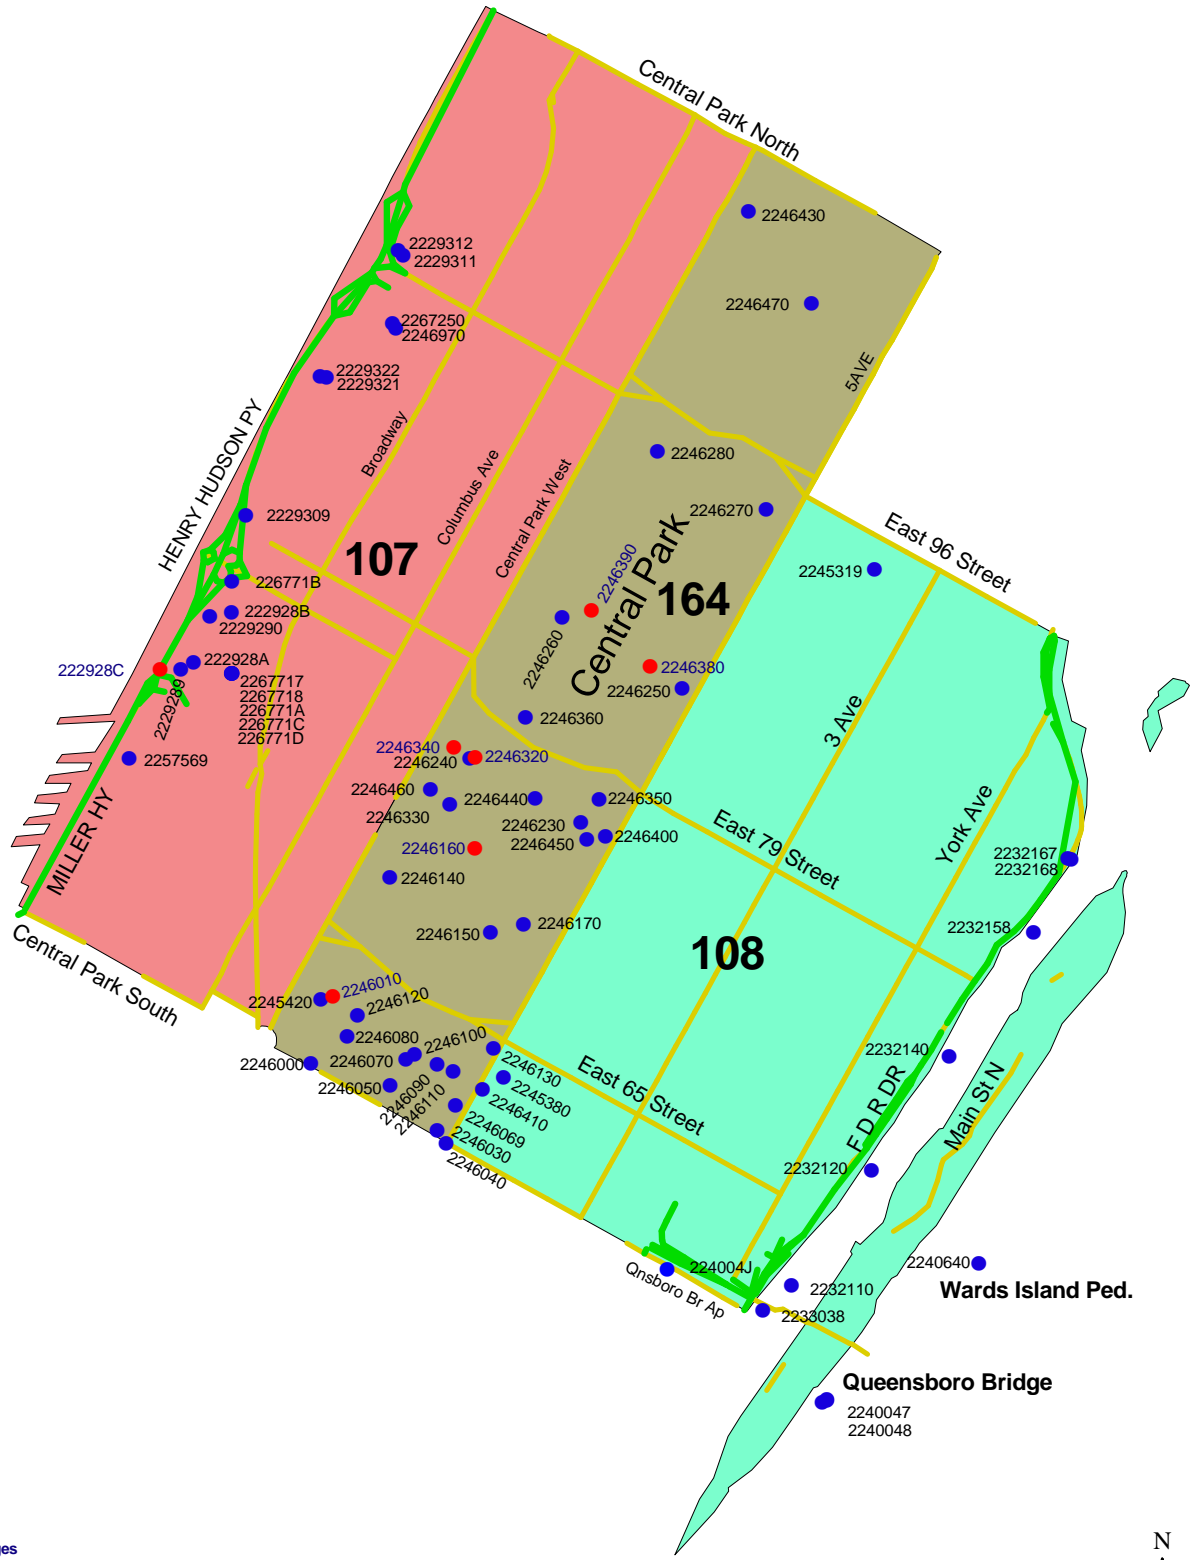 Central Park North
2246430
2229312
2229311
2246470
2267250
2246970
2229322
2229321
5AVE
HENRY HUDSON PY
Broadway
Columbus Ave
Central Park West
2246280
2246270
2229309
107
East 96 Street
2246390
Central Park
164
2245319
226771B
222928B
2229290
222928A
222928C
2229289
2267717
2267718
226771A
226771C
226771D
2246260
2246380
2246250
2246360
3 Ave
2257569
2246340
2246240
2246320
2246460
2246330
2246440
2246350
2246230
2246450
2246400
MILLER HY
2246160
2246140
East 79 Street
York Ave
2232167
2232168
2246170
2246150
2232158
108
Central Park South
2246010
2245420
2246120
2246080
2246100
2246000
2246070
2246050
2246090
2246110
2246130
2245380
2246410
2246069
2246030
2246040
East 65 Street
2232140
F D R DR
Main St N
2232120
224004J
Qnsboro Br Ap
2240640
Wards Island Ped.
2232110
2233038
Queensboro Bridge
2240047
2240048
N